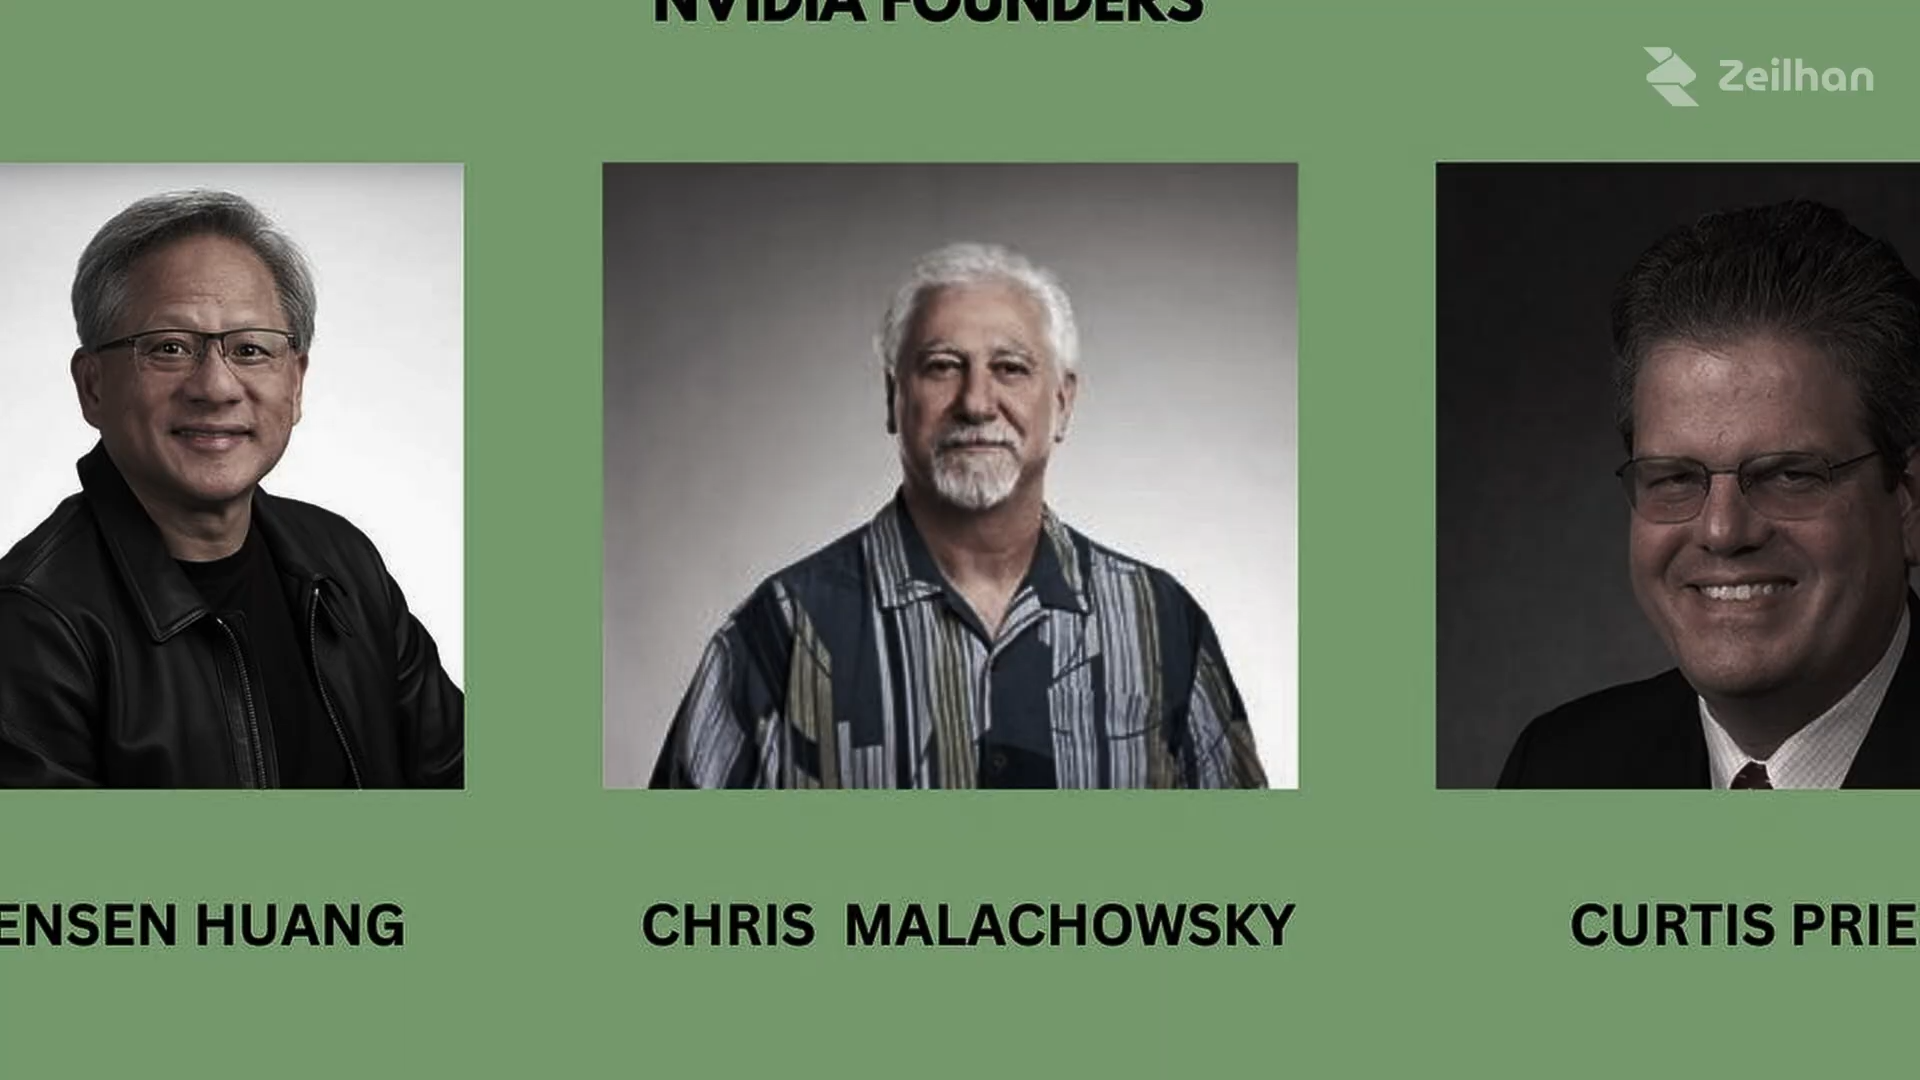 NVIDIA FOUNDERS
Zeilhan
ENSEN HUANG
CHRIS MALACHOWSKY
CURTIS PRIE